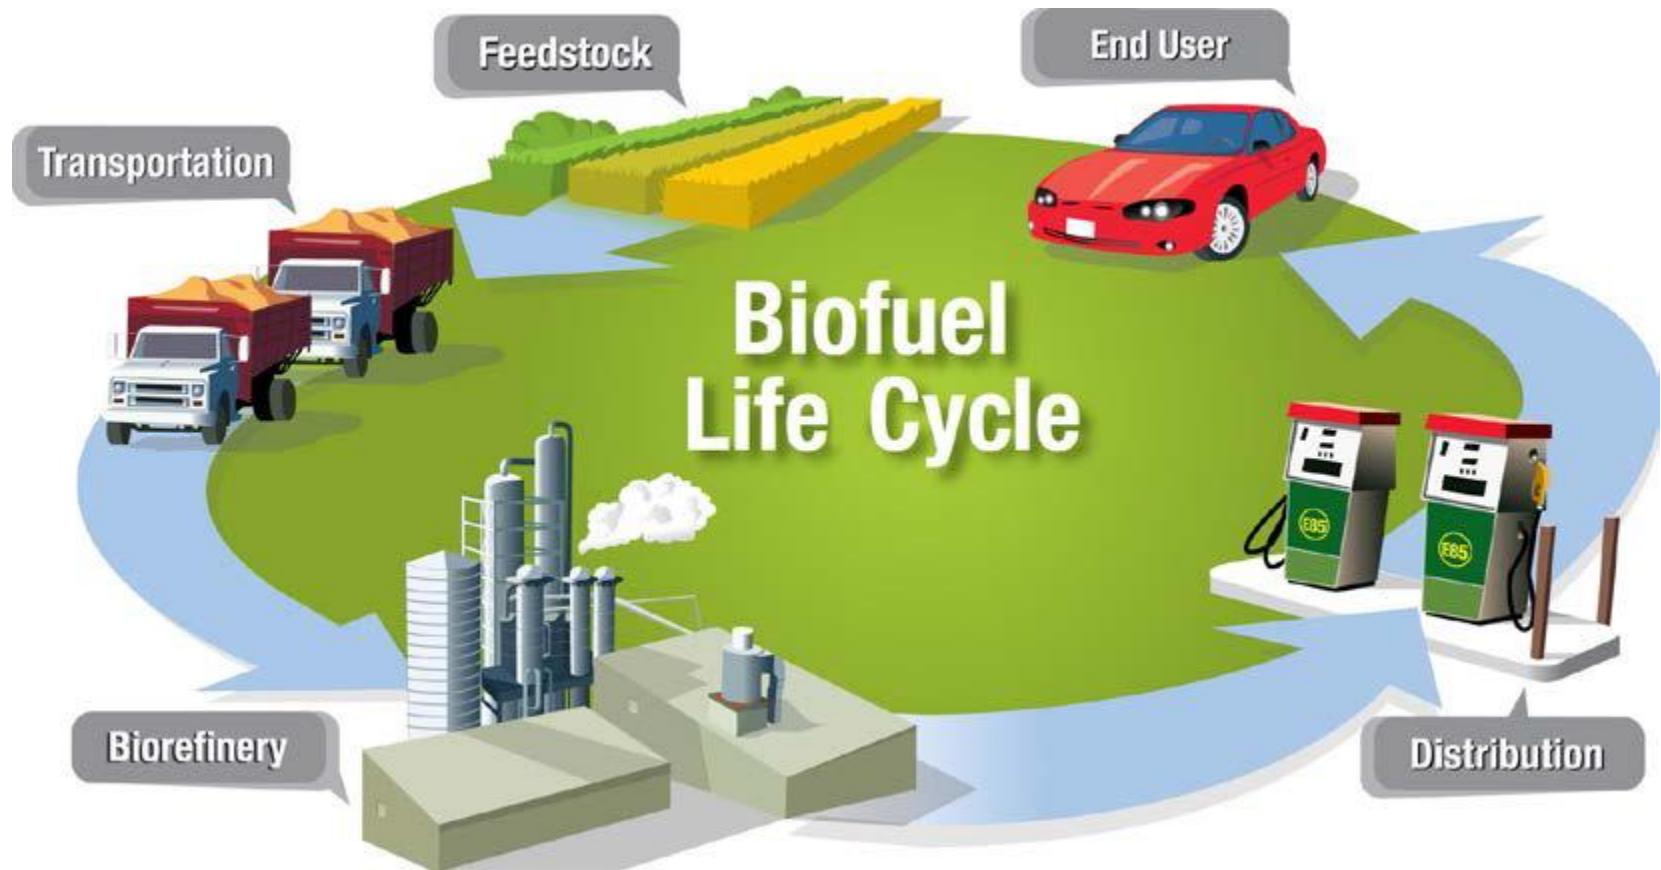 Feedstock
End User
Transportation
Biofuel
Life Cycle
E85
E85
Biorefinery
Distribution